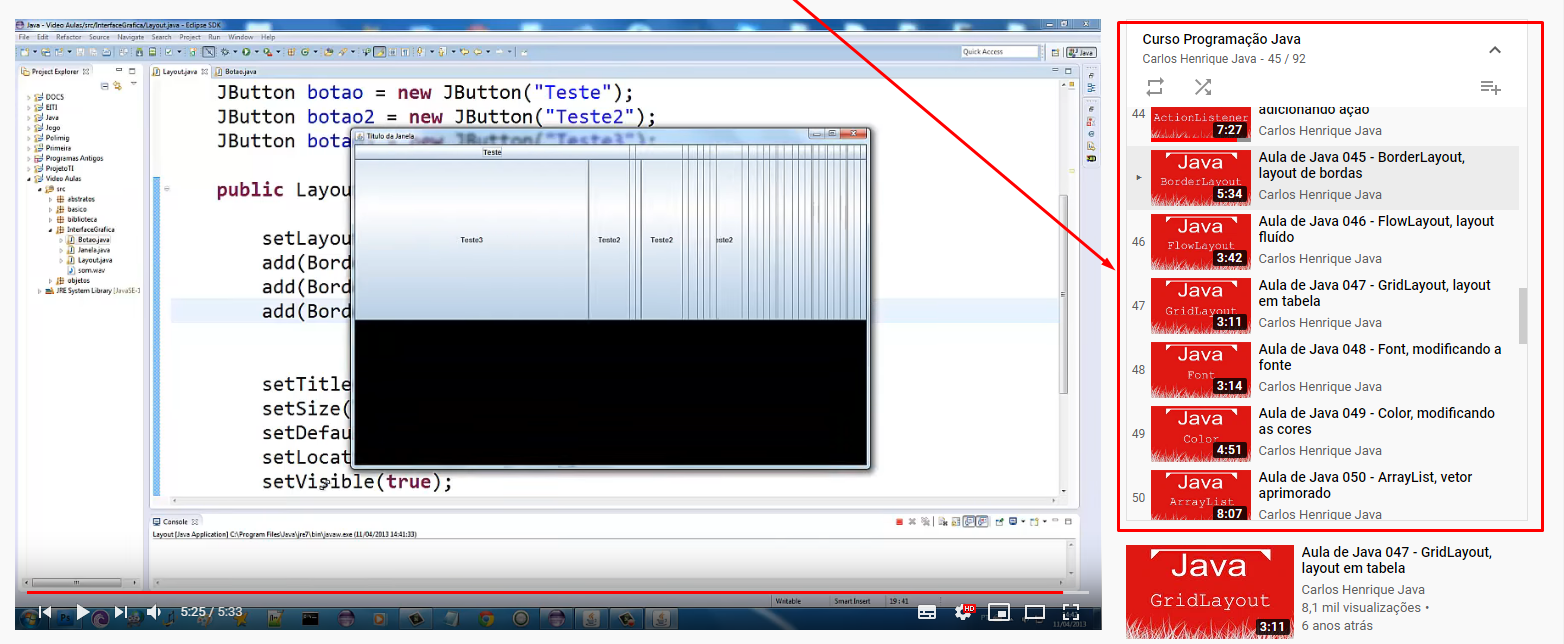 Java - Video Aulas/src/InterfaceGrafica/Layout.java - Eclipse SDK
File Edit Refactor Source Navigate Search Project Run Window Help
Quick Access
Java
Project Explorer
DOCS
EITI
Java
Jogo
Polimig
Primeira
Programas Antigos
ProjetoTI
Video Aulas
src
abstratos
basico
biblioteca
InterfaceGrafica
Botao.java
Janela.java
Layout.java
som.wav
objetos
JRE System Library [JavaSE-1
Layout.java
Botao.java
JButton botao = new JButton("Teste");
JButton botao2 = new JButton("Teste2");
JButton bota = new JButton("Teste3");
public Layou
setLayou
add(Bord
add(Bord
add(Bord
setTitle
setSize(
setDefau
setLocat
setVisible(true);
Titulo da Janela
Teste
Teste3
Teste2
Teste2
este2
Console
Layout [Java Application] C:\Program Files\Java\jre7\bin\javaw.exe (11/04/2013 14:41:33)
Writable
Smart Insert
19 : 41
5:25 / 5:33
HD
11/04/2013
Curso Programação Java
Carlos Henrique Java - 45 / 92
44
ActionListener
7:27
adicionando ação
Carlos Henrique Java
Java
BorderLayout
5:34
Aula de Java 045 - BorderLayout,
layout de bordas
Carlos Henrique Java
46
Java
FlowLayout
3:42
Aula de Java 046 - FlowLayout, layout
fluído
Carlos Henrique Java
47
Java
GridLayout
3:11
Aula de Java 047 - GridLayout, layout
em tabela
Carlos Henrique Java
48
Java
Font
3:14
Aula de Java 048 - Font, modificando a
fonte
Carlos Henrique Java
49
Java
Color
4:51
Aula de Java 049 - Color, modificando
as cores
Carlos Henrique Java
50
Java
ArrayList
8:07
Aula de Java 050 - ArrayList, vetor
aprimorado
Carlos Henrique Java
Java
GridLayout
3:11
Aula de Java 047 - GridLayout,
layout em tabela
Carlos Henrique Java
8,1 mil visualizações •
6 anos atrás